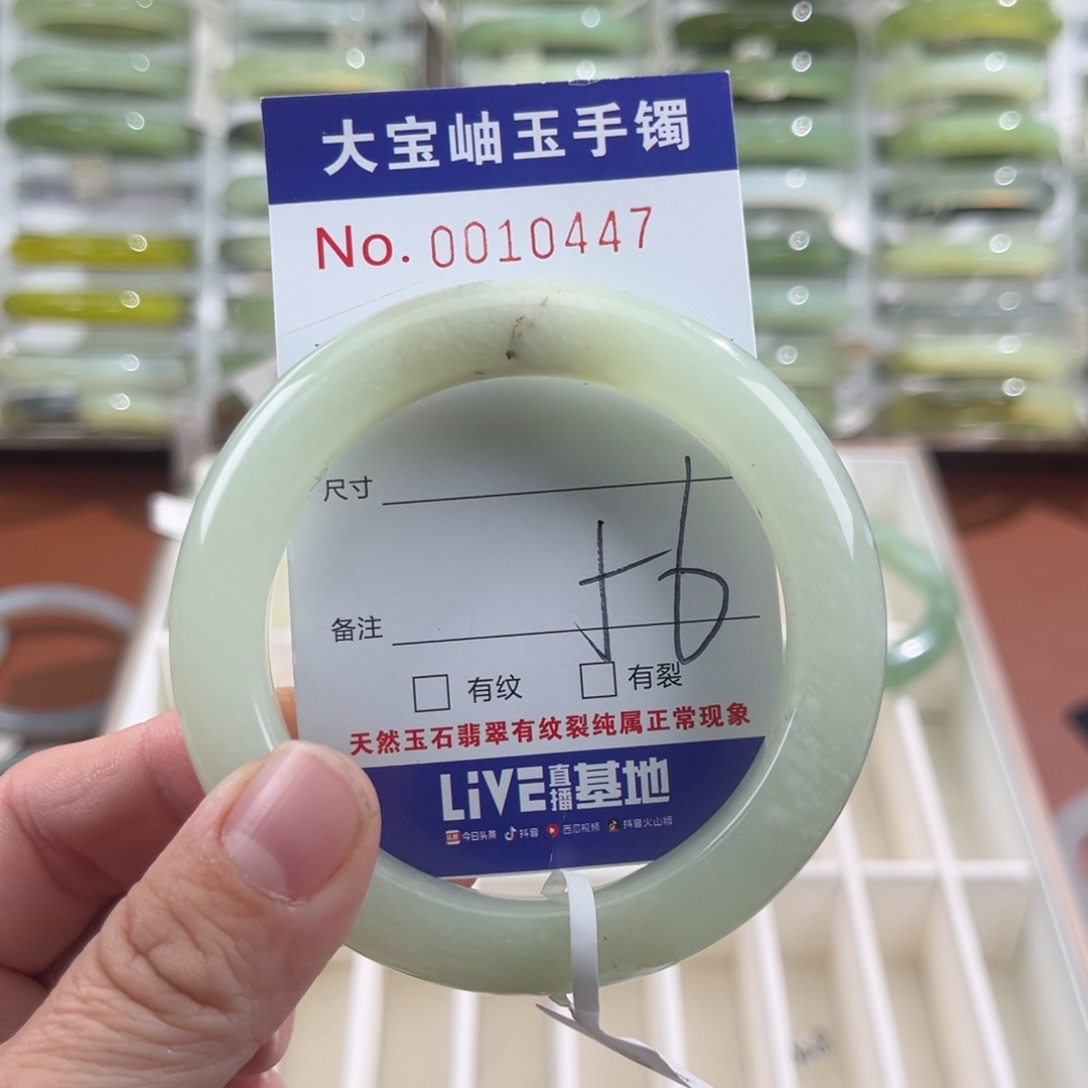 大宝岫玉手镯
No. 0010447
尺寸
56
备注
□ 有纹 □ 有裂
天然玉石翡翠有纹裂纯属正常现象
LiVE直播基地
头条 今日头条 抖音 西瓜视频 抖音火山版